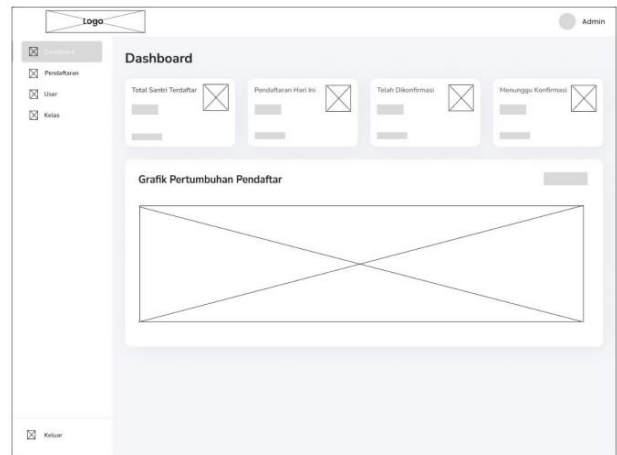 Logo
Admin
Dashboard
Dashboard
Pendaftaran
User
Kelas
Total Santri Terdaftar
Pendaftaran Hari Ini
Telah Dikonfirmasi
Menunggu Konfirmasi
Grafik Pertumbuhan Pendaftar
Keluar